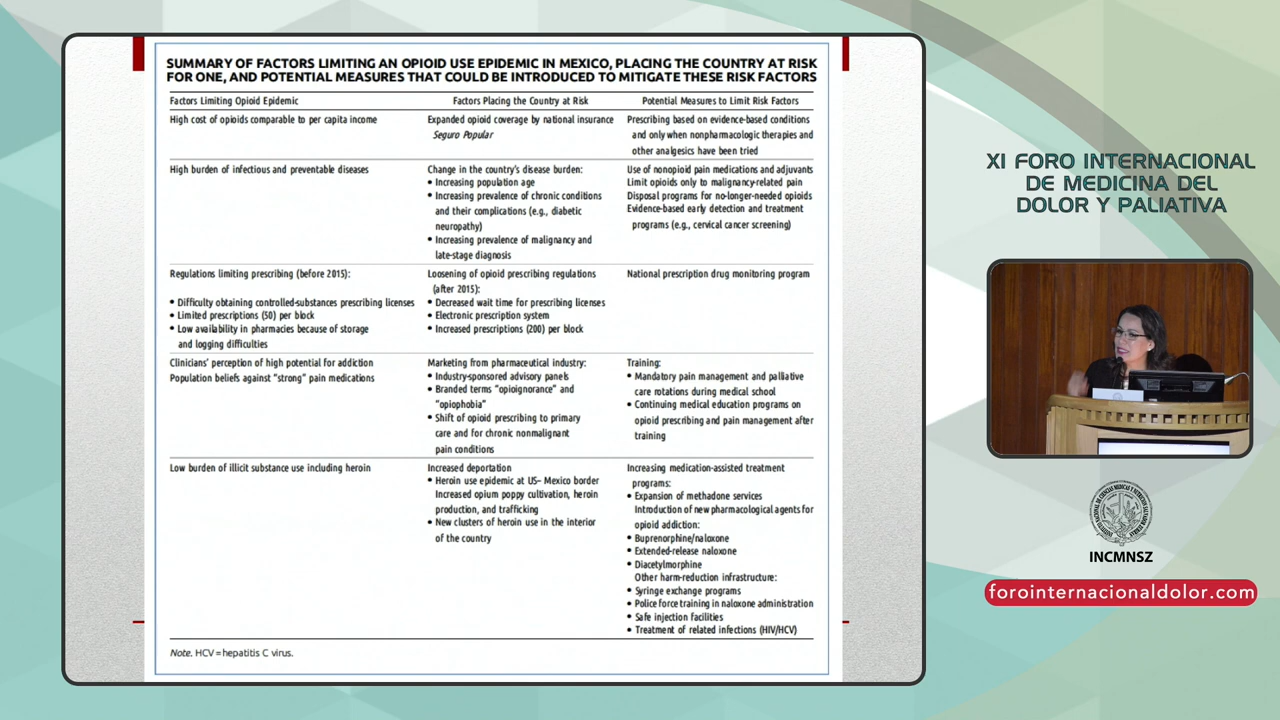 SUMMARY OF FACTORS LIMITING AN OPIOID USE EPIDEMIC IN MEXICO, PLACING THE COUNTRY AT RISK
FOR ONE, AND POTENTIAL MEASURES THAT COULD BE INTRODUCED TO MITIGATE THESE RISK FACTORS
Factors Limiting Opioid Epidemic
Factors Placing the Country at Risk
Potential Measures to Limit Risk Factors
High cost of opioids comparable to per capita income
Expanded opioid coverage by national insurance
Seguro Popular
Prescribing based on evidence-based conditions
and only when nonpharmacologic therapies and
other analgesics have been tried
High burden of infectious and preventable diseases
Change in the country's disease burden:
• Increasing population age
• Increasing prevalence of chronic conditions
and their complications (e.g., diabetic
neuropathy)
• Increasing prevalence of malignancy and
late-stage diagnosis
Use of nonopioid pain medications and adjuvants
Limit opioids only to malignancy-related pain
Disposal programs for no-longer-needed opioids
Evidence-based early detection and treatment
programs (e.g., cervical cancer screening)
Regulations limiting prescribing (before 2015):
• Difficulty obtaining controlled-substances prescribing licenses
• Limited prescriptions (50) per block
• Low availability in pharmacies because of storage
and logging difficulties
Loosening of opioid prescribing regulations
(after 2015):
• Decreased wait time for prescribing licenses
• Electronic prescription system
• Increased prescriptions (200) per block
National prescription drug monitoring program
Clinicians' perception of high potential for addiction
Population beliefs against "strong" pain medications
Marketing from pharmaceutical industry:
• Industry-sponsored advisory panels
• Branded terms "opioignorance" and
"opiophobia"
• Shift of opioid prescribing to primary
care and for chronic nonmalignant
pain conditions
Training:
• Mandatory pain management and palliative
care rotations during medical school
• Continuing medical education programs on
opioid prescribing and pain management after
training
Low burden of illicit substance use including heroin
Increased deportation
• Heroin use epidemic at US– Mexico border
Increased opium poppy cultivation, heroin
production, and trafficking
• New clusters of heroin use in the interior
of the country
Increasing medication-assisted treatment
programs:
• Expansion of methadone services
Introduction of new pharmacological agents for
opioid addiction:
• Buprenorphine/naloxone
• Extended-release naloxone
• Diacetylmorphine
Other harm-reduction infrastructure:
• Syringe exchange programs
• Police force training in naloxone administration
• Safe injection facilities
• Treatment of related infections (HIV/HCV)
Note. HCV = hepatitis C virus.
XI FORO INTERNACIONAL
DE MEDICINA DEL
DOLOR Y PALIATIVA
INCMNSZ
forointernacionaldolor.com